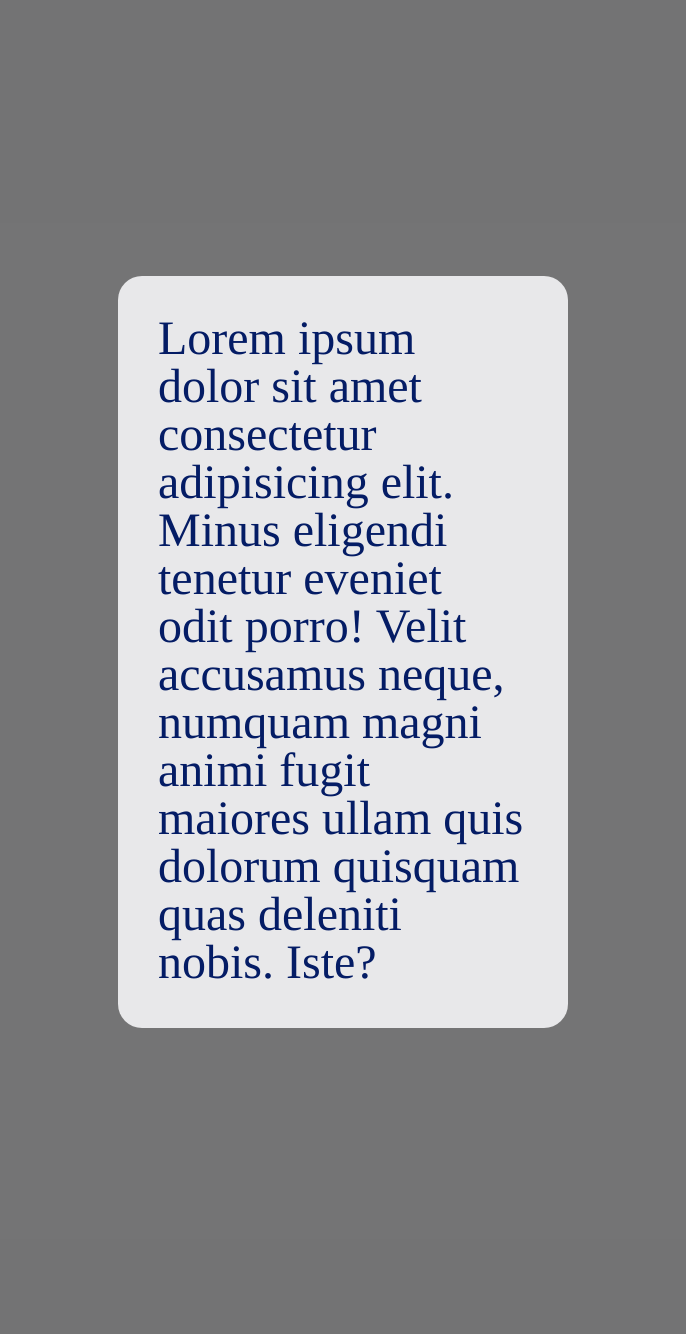 Lorem ipsum
dolor sit amet
consectetur
adipisicing elit.
Minus eligendi
tenetur eveniet
odit porro! Velit
accusamus neque,
numquam magni
animi fugit
maiores ullam quis
dolorum quisquam
quas deleniti
nobis. Iste?